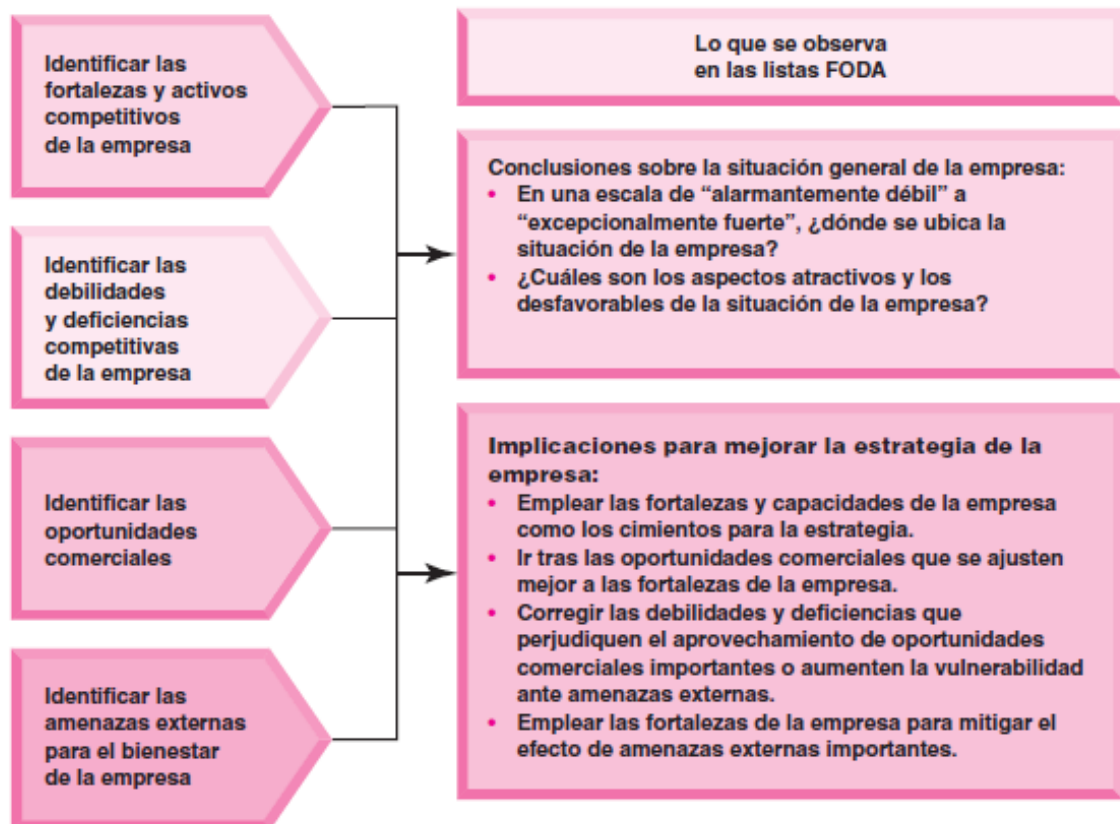 Identificar las
fortalezas y activos
competitivos
de la empresa
Identificar las
debilidades
y deficiencias
competitivas
de la empresa
Identificar las
oportunidades
comerciales
Identificar las
amenazas externas
para el bienestar
de la empresa
Lo que se observa
en las listas FODA
Conclusiones sobre la situación general de la empresa:
• En una escala de “alarmantemente débil” a
“excepcionalmente fuerte”, ¿dónde se ubica la
situación de la empresa?
• ¿Cuáles son los aspectos atractivos y los
desfavorables de la situación de la empresa?
Implicaciones para mejorar la estrategia de la
empresa:
• Emplear las fortalezas y capacidades de la empresa
como los cimientos para la estrategia.
• Ir tras las oportunidades comerciales que se ajusten
mejor a las fortalezas de la empresa.
• Corregir las debilidades y deficiencias que
perjudiquen el aprovechamiento de oportunidades
comerciales importantes o aumenten la vulnerabilidad
ante amenazas externas.
• Emplear las fortalezas de la empresa para mitigar el
efecto de amenazas externas importantes.